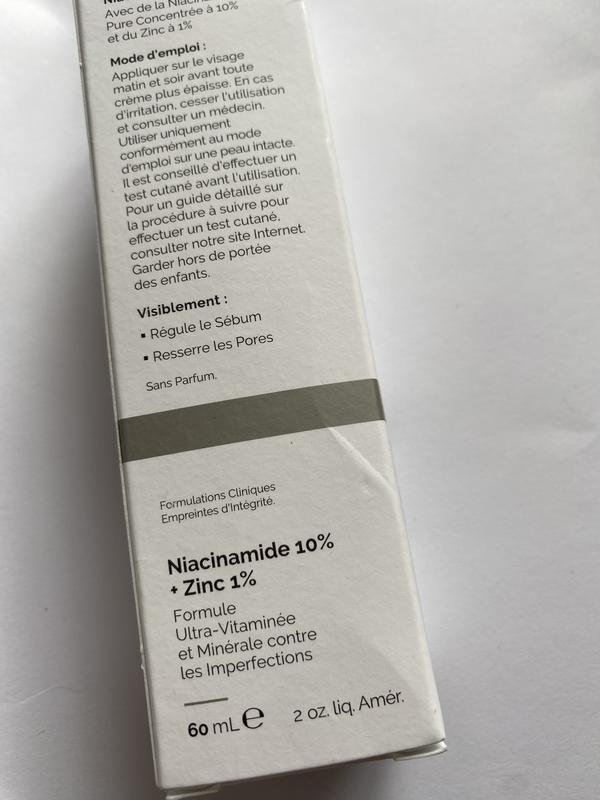 Avec de la Niacinamide
Pure Concentrée à 10%
et du Zinc à 1%
Mode d'emploi :
Appliquer sur le visage
matin et soir avant toute
crème plus épaisse. En cas
d'irritation, cesser l'utilisation
et consulter un médecin.
Utiliser uniquement
conformément au mode
d'emploi sur une peau intacte.
Il est conseillé d'effectuer un
test cutané avant l'utilisation.
Pour un guide détaillé sur
la procédure à suivre pour
effectuer un test cutané,
consulter notre site Internet.
Garder hors de portée
des enfants.
Visiblement :
▪ Régule le Sébum
▪ Resserre les Pores
Sans Parfum.
Formulations Cliniques
Empreintes d'Intégrité.
Niacinamide 10%
+ Zinc 1%
Formule
Ultra-Vitaminée
et Minérale contre
les Imperfections
60 mL ℮ 2 oz. liq. Amér.